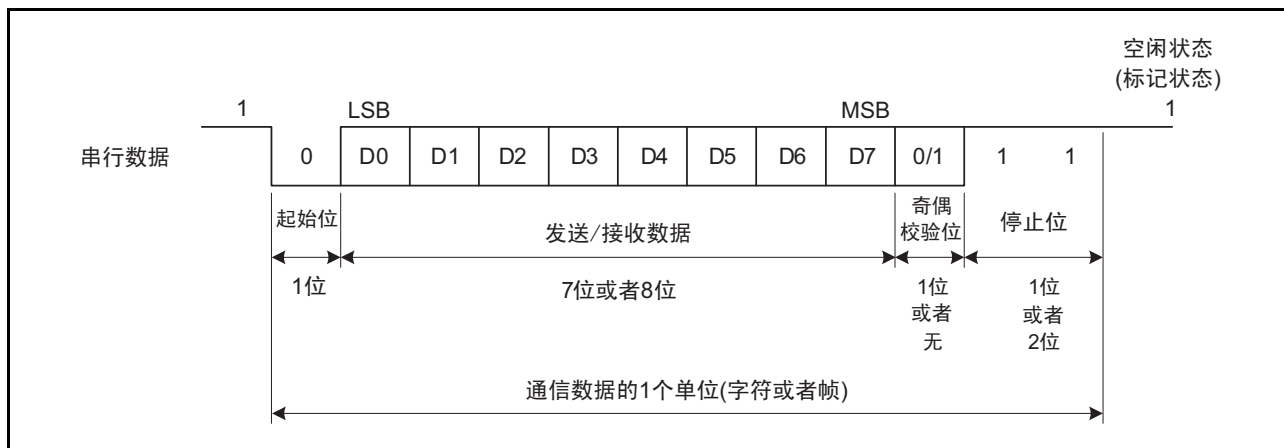 空闲状态
(标记状态)
1 LSB MSB 1
串行数据 0 D0 D1 D2 D3 D4 D5 D6 D7 0/1 1 1
起始位 发送/接收数据 奇偶校验位 停止位
1位 7位或者8位 1位或者无 1位或者2位
通信数据的1个单位(字符或者帧)